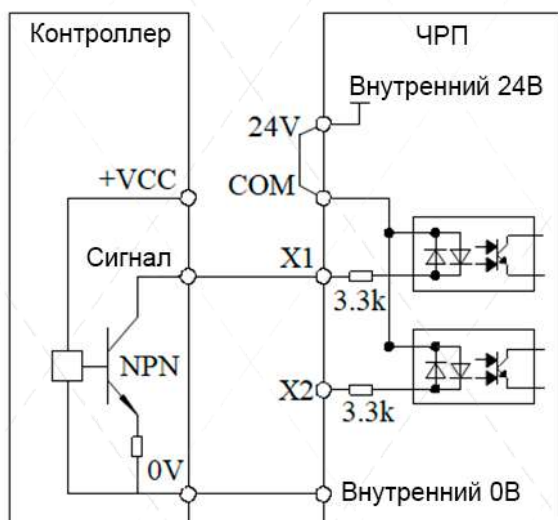 Контроллер
ЧРП
Внутренний 24В
24V
+VCC
COM
Сигнал
X1
3.3k
NPN
X2
3.3k
0V
Внутренний 0В